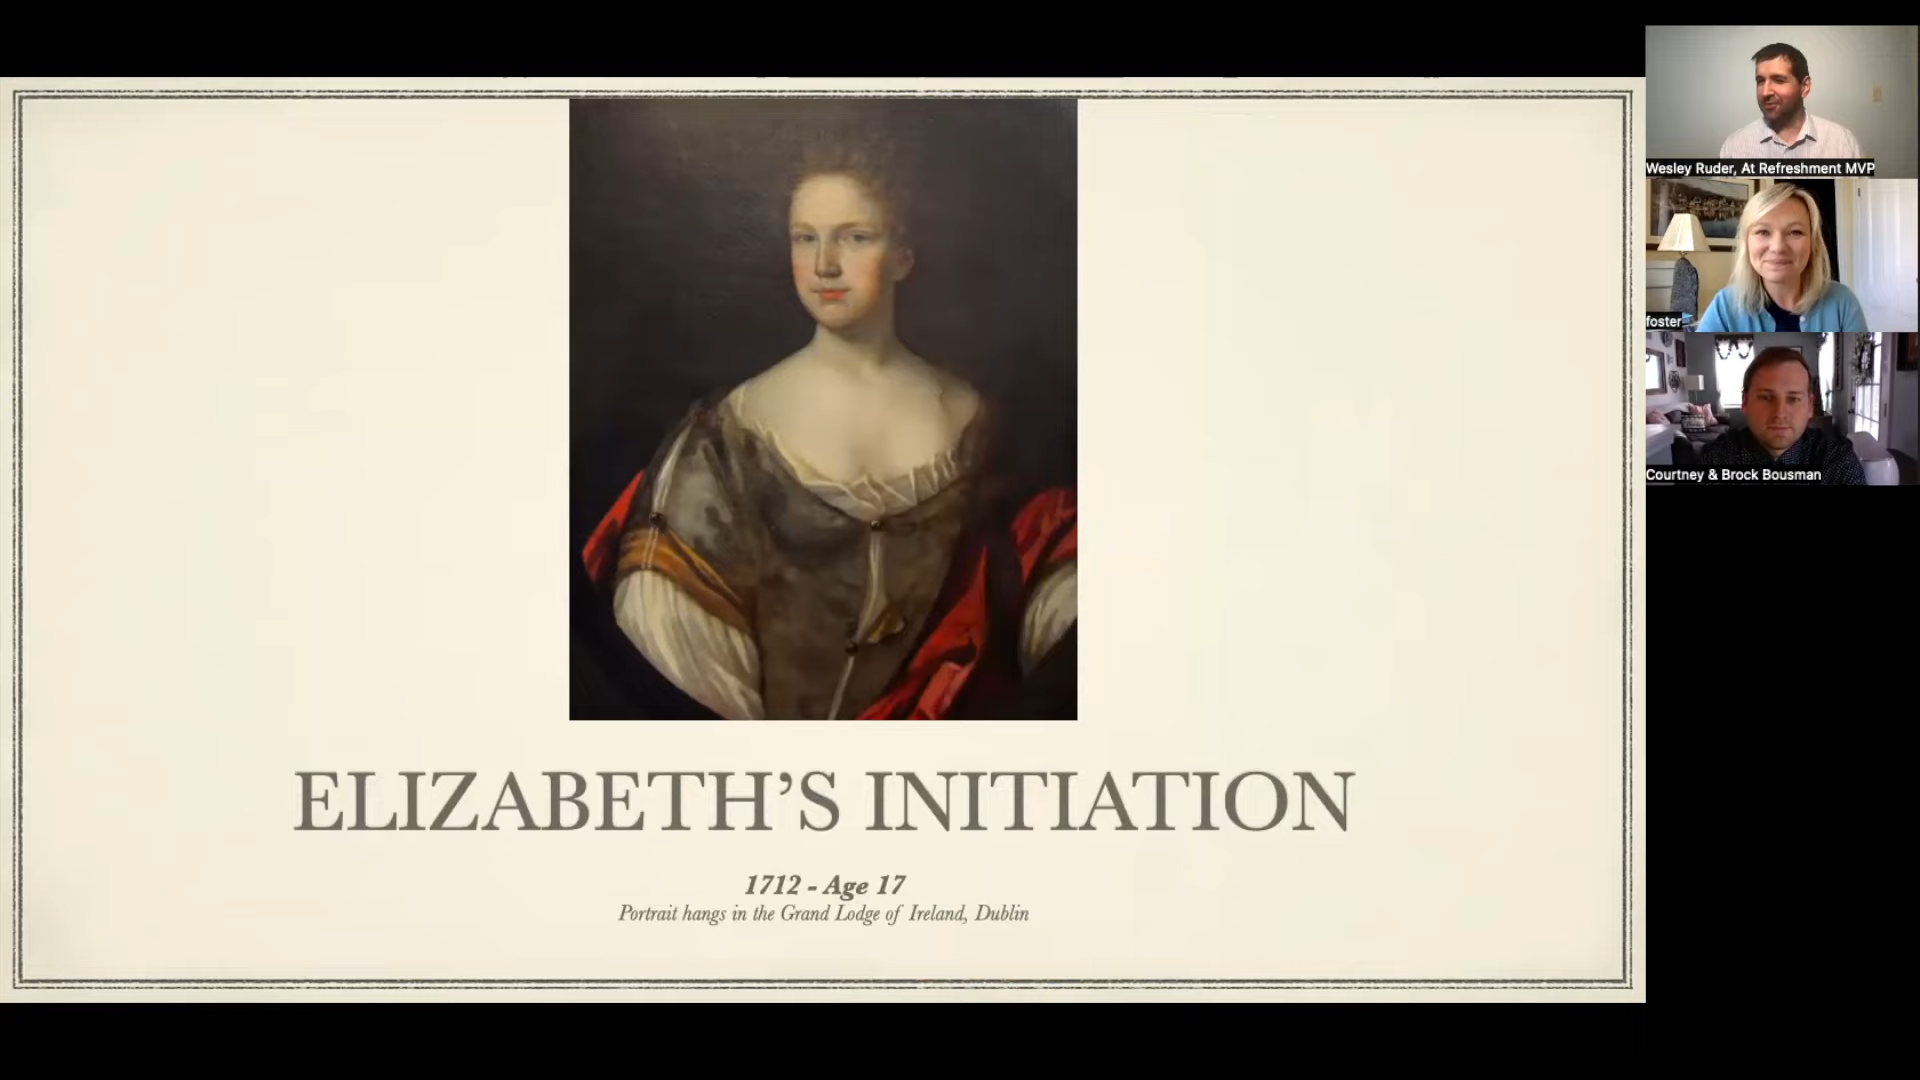 ELIZABETH’S INITIATION
1712 - Age 17
Portrait hangs in the Grand Lodge of Ireland, Dublin
Wesley Ruder, At Refreshment MVP
foster
Courtney & Brock Bousman